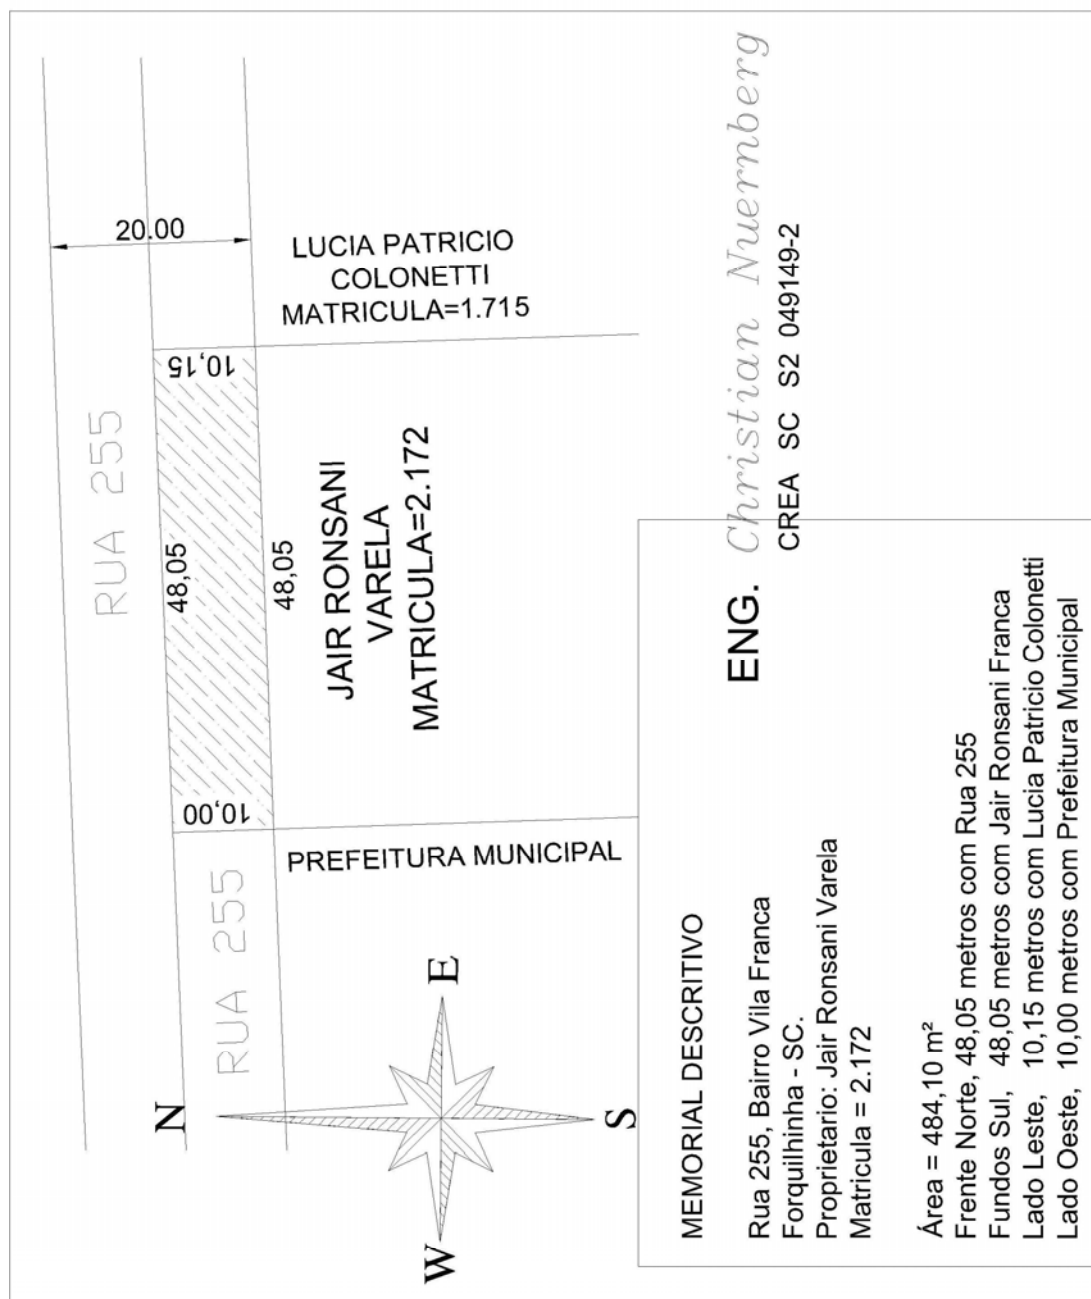 RUA 255
20.00
48,05
10,15
10,00
48,05
RUA 255
LUCIA PATRICIO
COLONETTI
MATRICULA=1.715
JAIR RONSANI
VARELA
MATRICULA=2.172
PREFEITURA MUNICIPAL
N
E
S
W
ENG. Christian Nuernberg
CREA SC S2 049149-2
MEMORIAL DESCRITIVO
Rua 255, Bairro Vila Franca
Forquilhinha - SC.
Proprietario: Jair Ronsani Varela
Matricula = 2.172
Área = 484,10 m²
Frente Norte, 48,05 metros com Rua 255
Fundos Sul, 48,05 metros com Jair Ronsani Franca
Lado Leste, 10,15 metros com Lucia Patricio Colonetti
Lado Oeste, 10,00 metros com Prefeitura Municipal